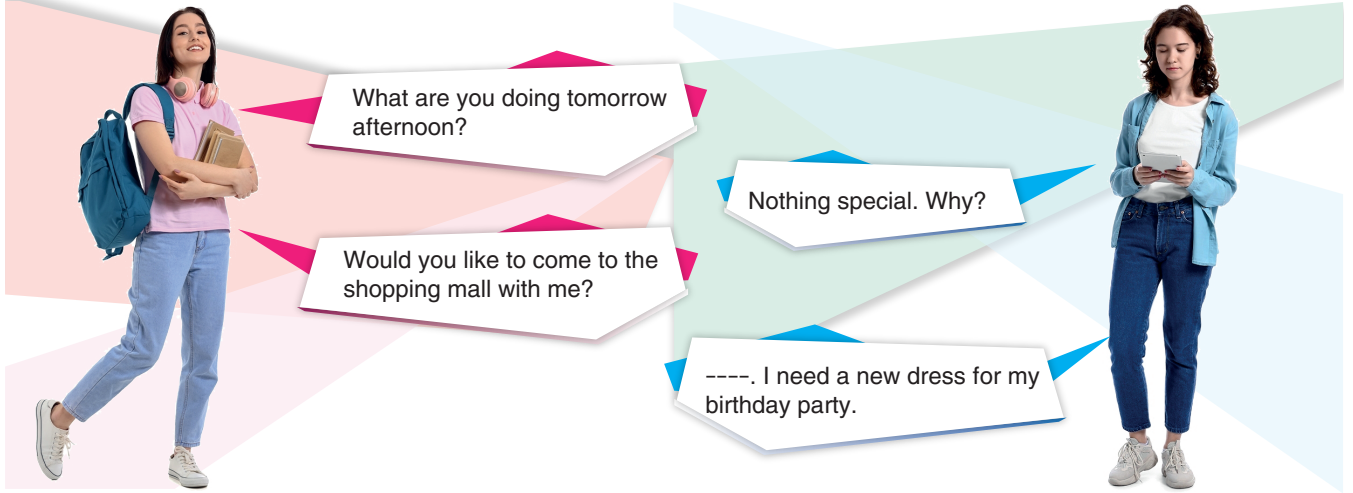 What are you doing tomorrow
afternoon?
Nothing special. Why?
Would you like to come to the
shopping mall with me?
----. I need a new dress for my
birthday party.